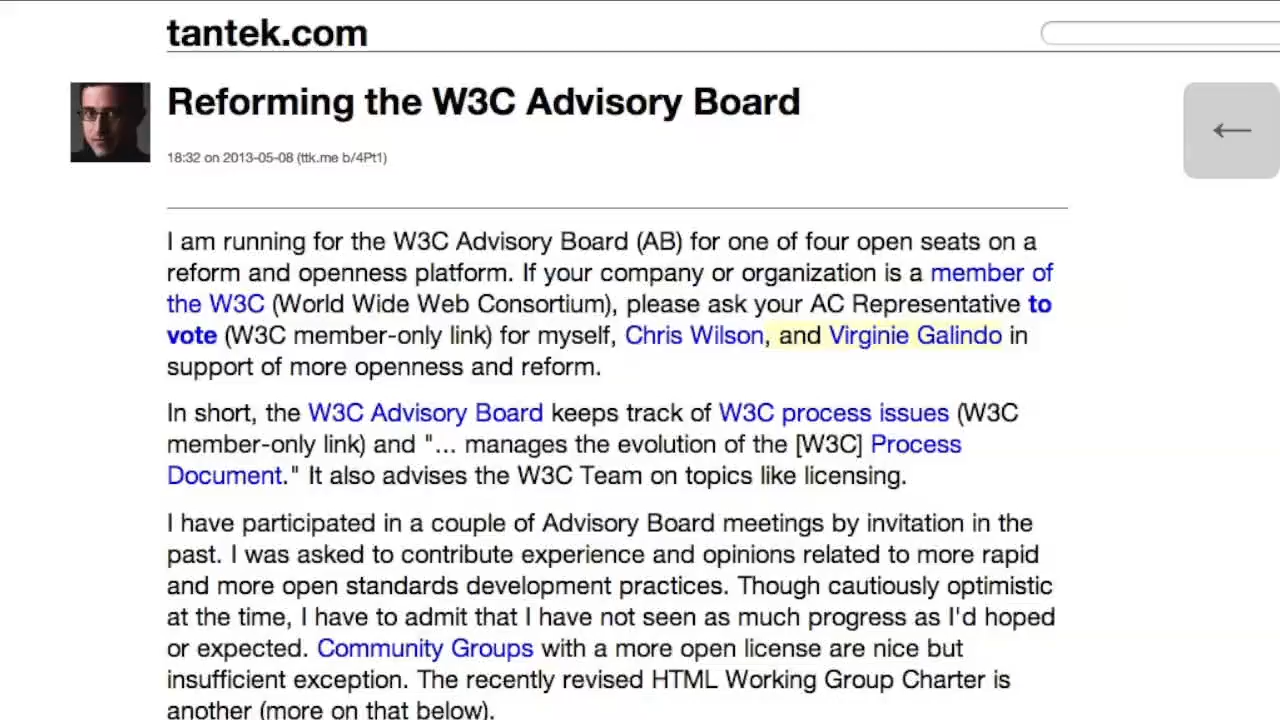 tantek.com
Reforming the W3C Advisory Board
18:32 on 2013-05-08 (ttk.me b/4Pt1)
I am running for the W3C Advisory Board (AB) for one of four open seats on a
reform and openness platform. If your company or organization is a member of
the W3C (World Wide Web Consortium), please ask your AC Representative to
vote (W3C member-only link) for myself, Chris Wilson, and Virginie Galindo in
support of more openness and reform.
In short, the W3C Advisory Board keeps track of W3C process issues (W3C
member-only link) and "... manages the evolution of the [W3C] Process
Document." It also advises the W3C Team on topics like licensing.
I have participated in a couple of Advisory Board meetings by invitation in the
past. I was asked to contribute experience and opinions related to more rapid
and more open standards development practices. Though cautiously optimistic
at the time, I have to admit that I have not seen as much progress as I'd hoped
or expected. Community Groups with a more open license are nice but
insufficient exception. The recently revised HTML Working Group Charter is
another (more on that below).